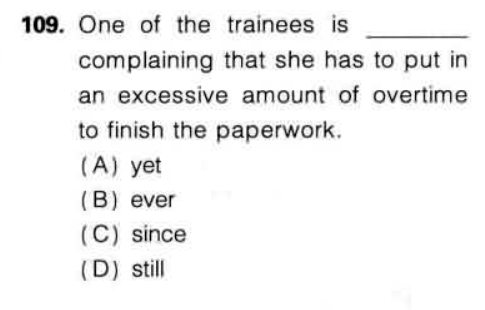 109. One of the trainees is ________
complaining that she has to put in
an excessive amount of overtime
to finish the paperwork.
(A) yet
(B) ever
(C) since
(D) still